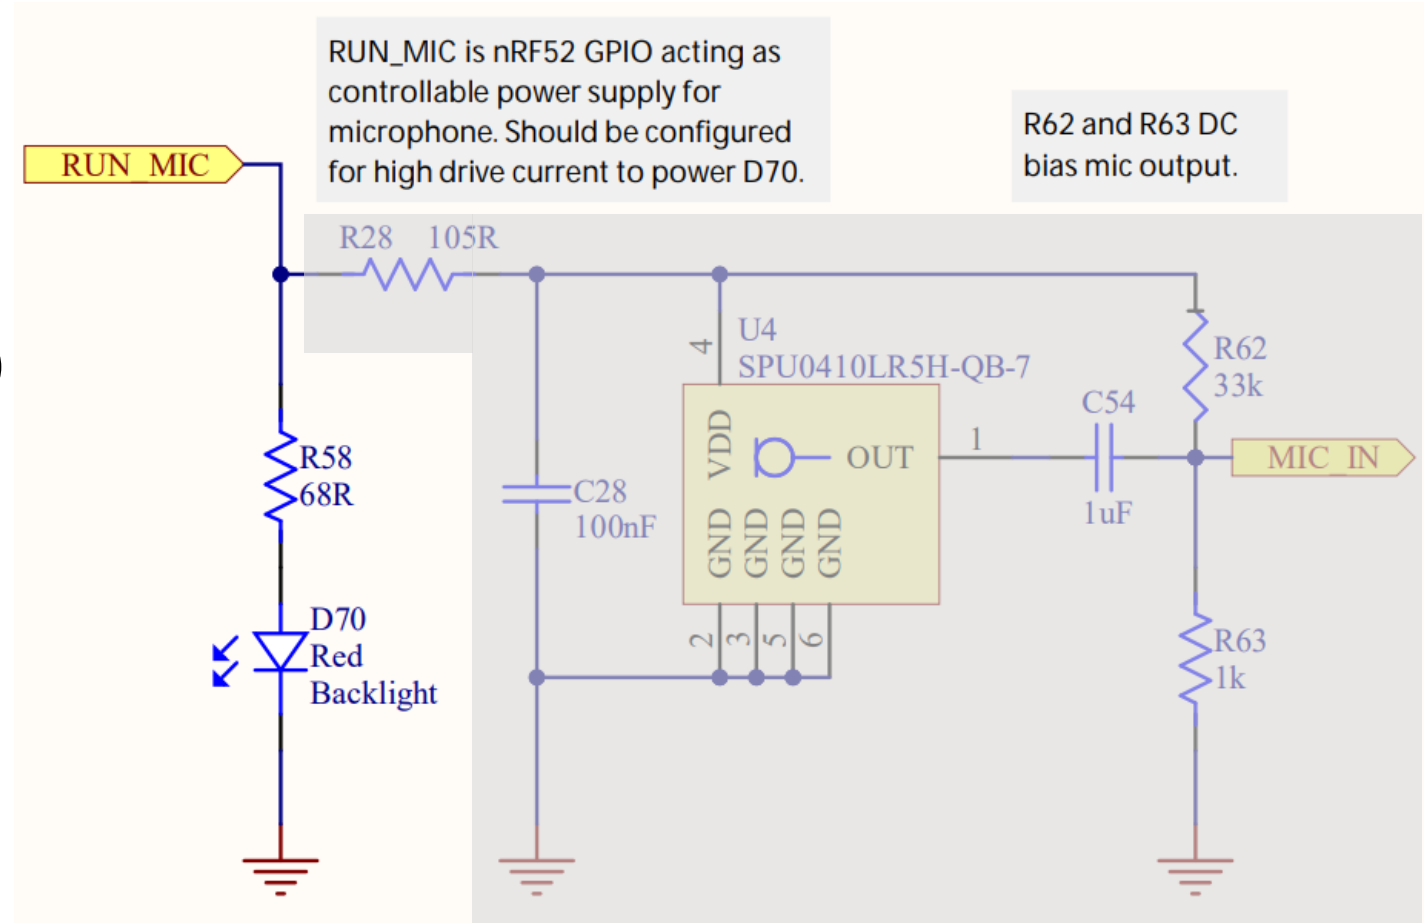 RUN_MIC is nRF52 GPIO acting as
controllable power supply for
microphone. Should be configured
for high drive current to power D70.
R62 and R63 DC
bias mic output.
RUN_MIC
R28 105R
4
U4
SPU0410LR5H-QB-7
R62
33k
C54
1uF
VDD
OUT
1
MIC_IN
R58
68R
C28
100nF
GND
GND
GND
GND
2
3
5
6
D70
Red
Backlight
R63
1k
)